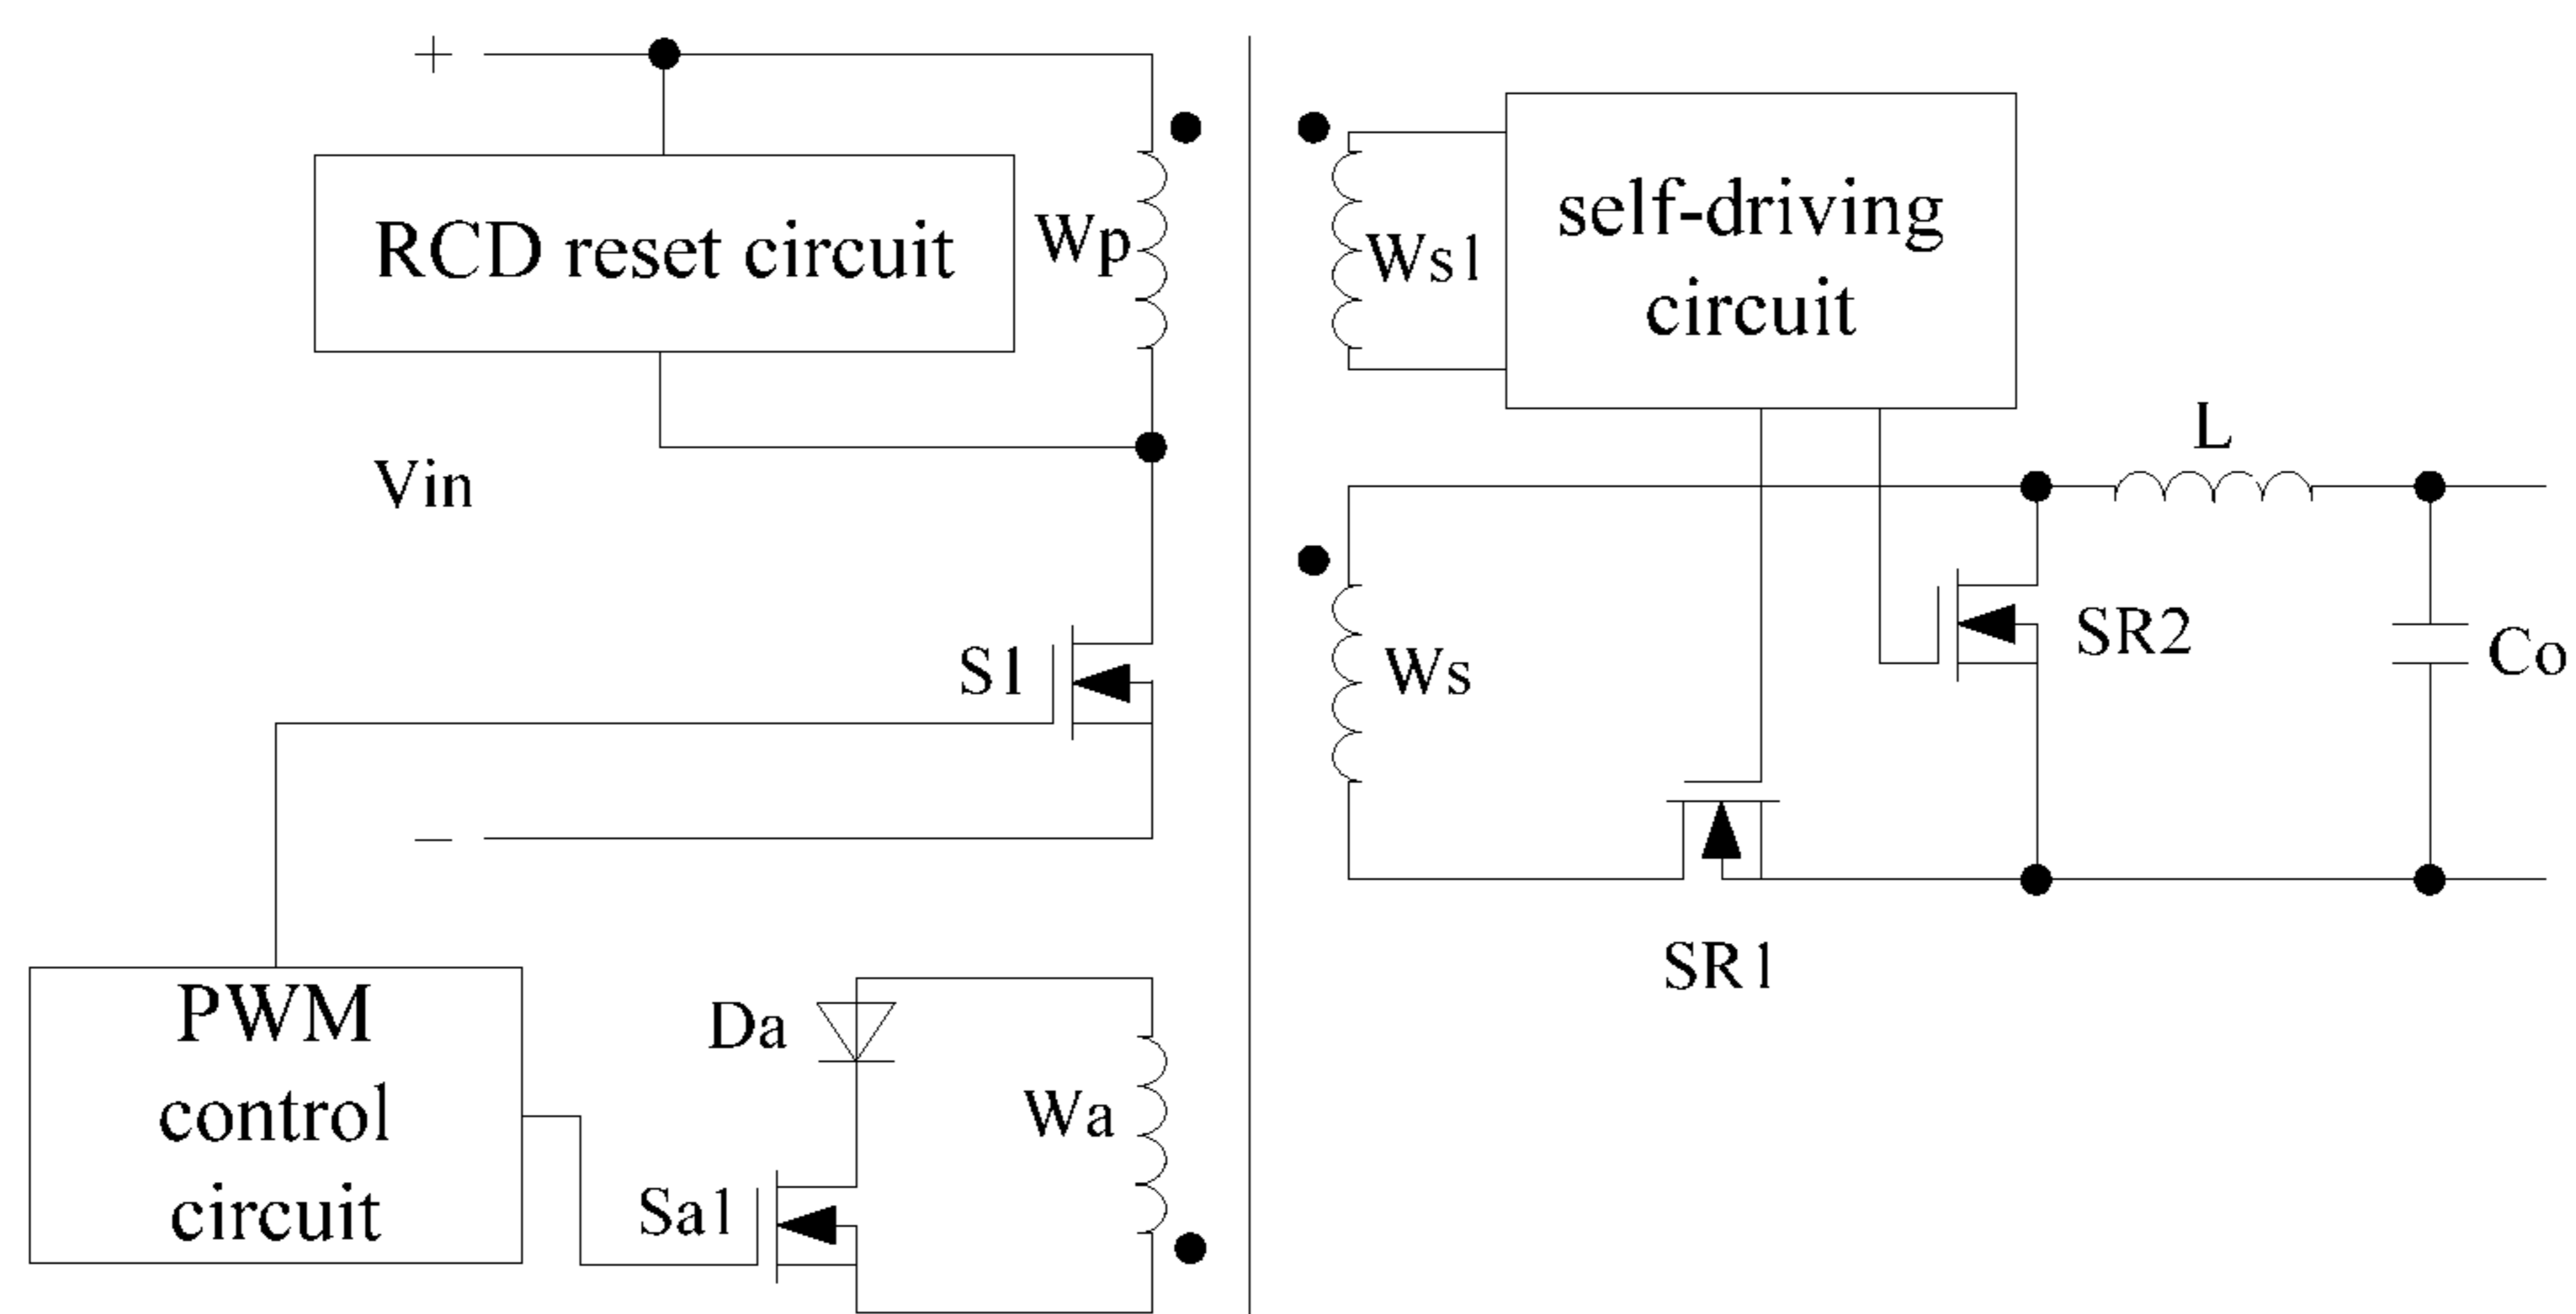 +
RCD reset circuit
Wp
Ws1
self-driving
circuit
L
Vin
S1
Ws
SR2
Co
–
SR1
PWM
control
circuit
Da
Wa
Sa1